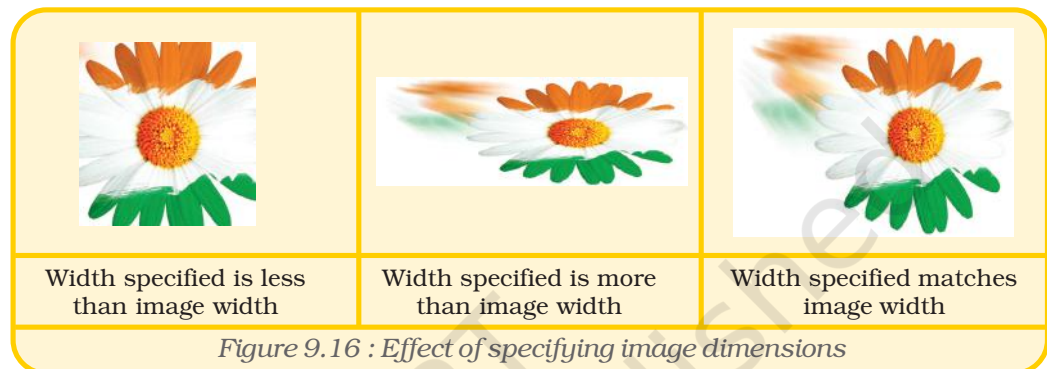 Width specified is less
than image width
Width specified is more
than image width
Width specified matches
image width
Figure 9.16 : Effect of specifying image dimensions